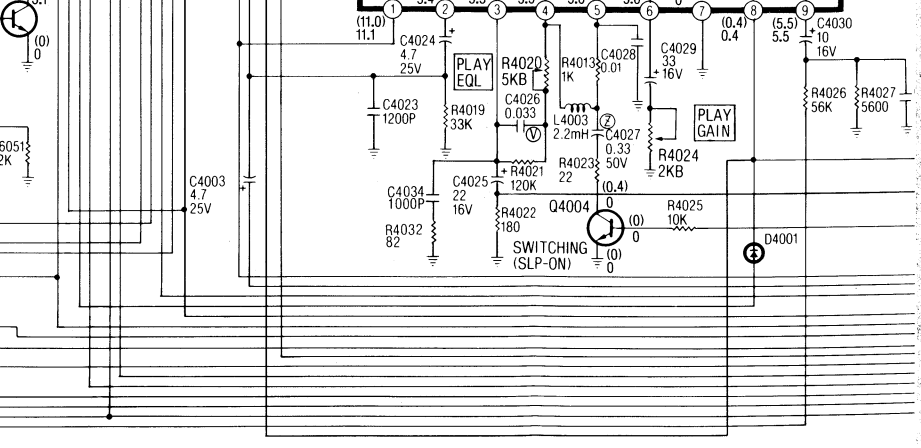 1 2 3 4 5 6 7 8 9
(11.0)
11.1
(0.4)
0.4
(5.5)
5.5
0
(0)
0
C4024
4.7
25V
PLAY
EQL
R4020
5KB
R4013
1K
C4028
0.01
C4029
33
16V
C4030
10
16V
C4023
1200P
R4019
33K
C4026
0.033
V
L4003
2.2mH
Z
C4027
0.33
50V
PLAY
GAIN
R4026
56K
R4027
5600
6051
2K
C4003
4.7
25V
C4034
1000P
C4025
22
16V
R4021
120K
R4023
22
R4024
2KB
(0.4)
0
R4032
82
R4022
180
Q4004
(0)
0
R4025
10K
D4001
SWITCHING
(SLP-ON)
(0)
0